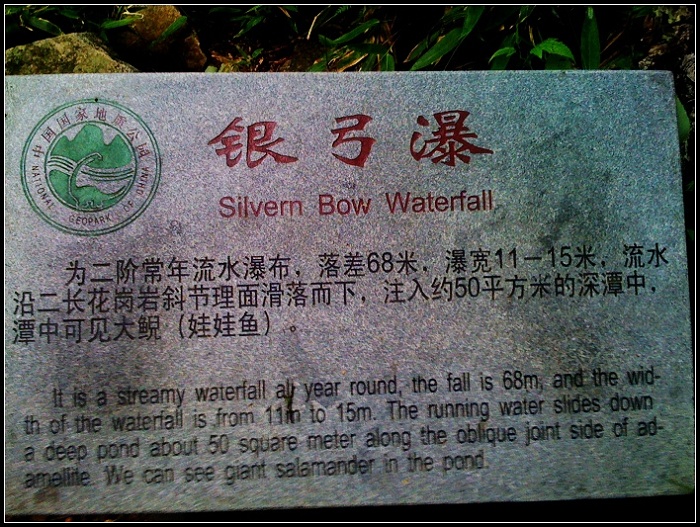 中国国家地质公园
NATIONAL GEOPARK OF CHINA
银弓瀑
Silvern Bow Waterfall
为二阶常年流水瀑布，落差68米，瀑宽11－15米，流水
沿二长花岗岩斜节理面滑落而下，注入约50平方米的深潭中，
潭中可见大鲵（娃娃鱼）。
It is a streamy waterfall all year round, the fall is 68m, and the wid-
th of the waterfall is from 11m to 15m. The running water slides down
a deep pond about 50 square meter along the oblique joint side of ad-
amellite. We can see giant salamander in the pond.